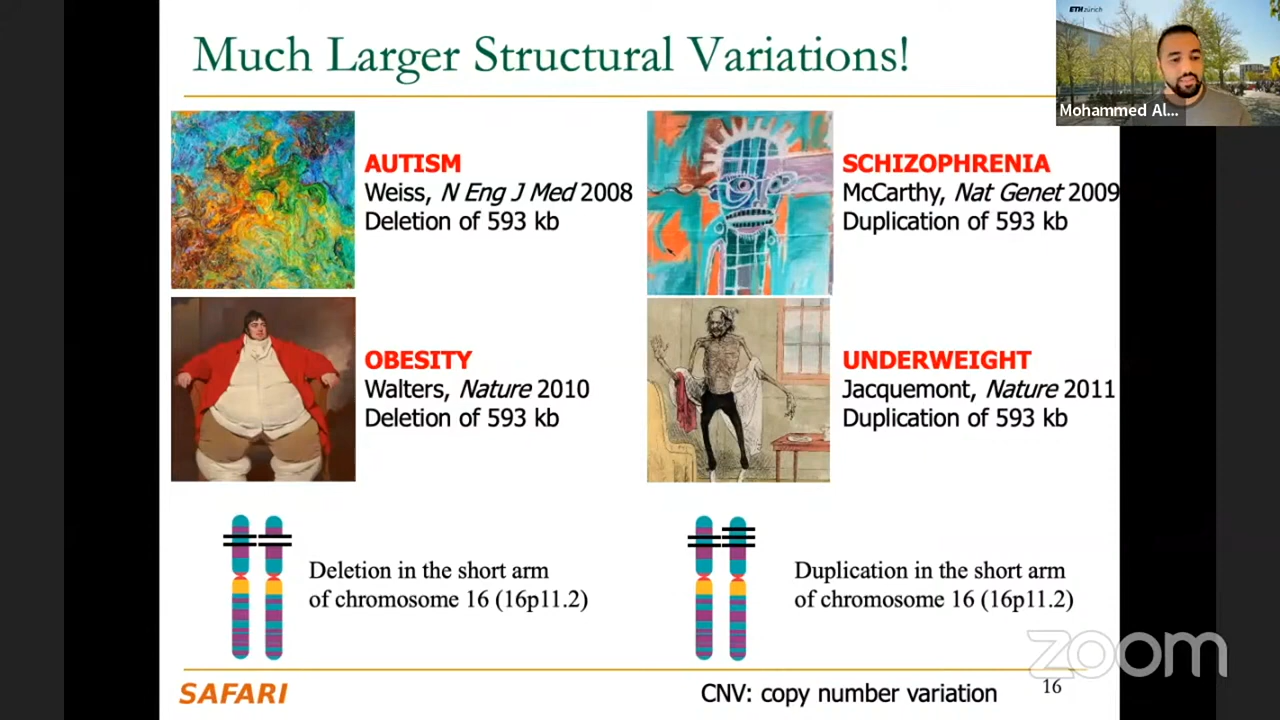 Much Larger Structural Variations!
ETH zürich
Mohammed Al...
AUTISM
Weiss, N Eng J Med 2008
Deletion of 593 kb
SCHIZOPHRENIA
McCarthy, Nat Genet 2009
Duplication of 593 kb
OBESITY
Walters, Nature 2010
Deletion of 593 kb
UNDERWEIGHT
Jacquemont, Nature 2011
Duplication of 593 kb
Deletion in the short arm
of chromosome 16 (16p11.2)
Duplication in the short arm
of chromosome 16 (16p11.2)
zoom
SAFARI
CNV: copy number variation
16